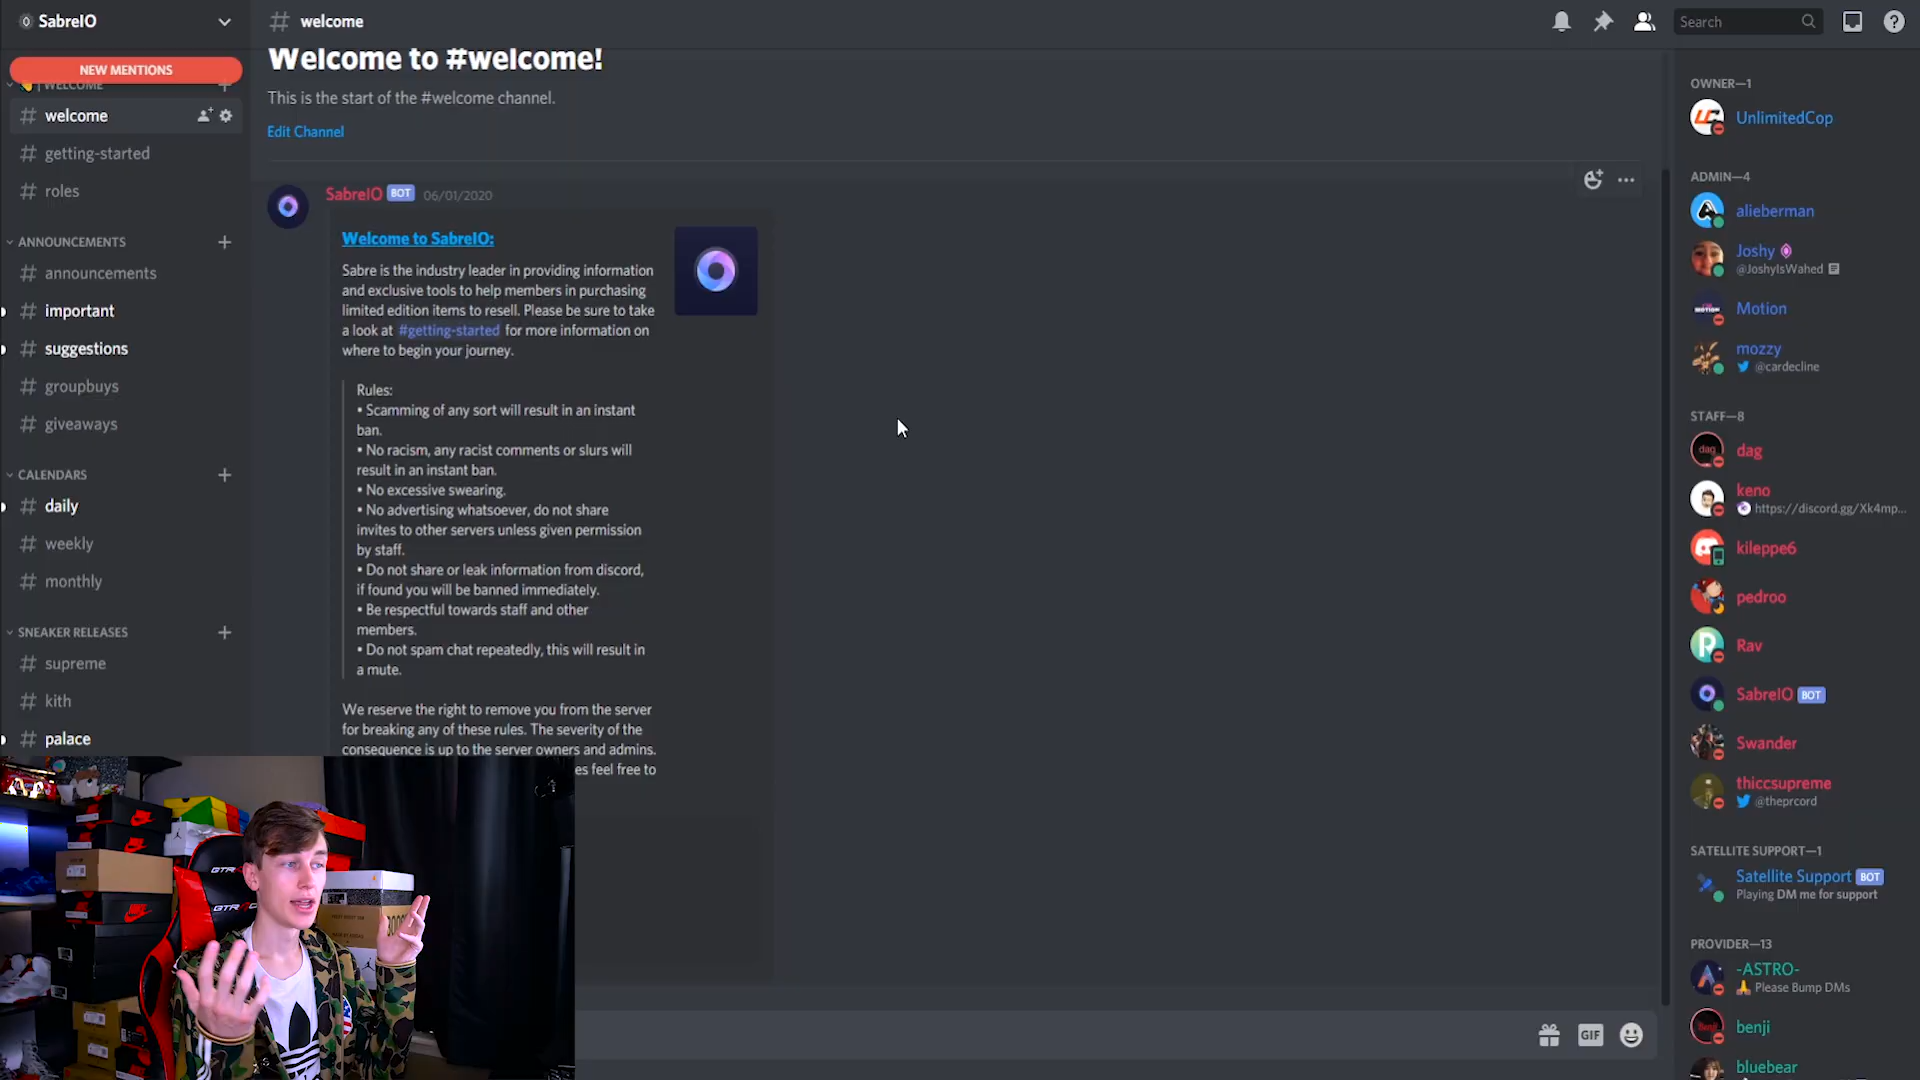 SabreIO
NEW MENTIONS
WELCOME
welcome
getting-started
roles
ANNOUNCEMENTS
announcements
important
suggestions
groupbuys
giveaways
CALENDARS
daily
weekly
monthly
SNEAKER RELEASES
supreme
kith
palace
welcome
Search
Welcome to #welcome!
This is the start of the #welcome channel.
Edit Channel
SabreIO BOT 06/01/2020
Welcome to SabreIO:
Sabre is the industry leader in providing information
and exclusive tools to help members in purchasing
limited edition items to resell. Please be sure to take
a look at #getting-started for more information on
where to begin your journey.
Rules:
• Scamming of any sort will result in an instant
ban.
• No racism, any racist comments or slurs will
result in an instant ban.
• No excessive swearing.
• No advertising whatsoever, do not share
invites to other servers unless given permission
by staff.
• Do not share or leak information from discord,
if found you will be banned immediately.
• Be respectful towards staff and other
members.
• Do not spam chat repeatedly, this will result in
a mute.
We reserve the right to remove you from the server
for breaking any of these rules. The severity of the
consequence is up to the server owners and admins.
es feel free to
GIF
OWNER—1
UnlimitedCop
ADMIN—4
alieberman
Joshy
@JoshyIsWahed
Motion
mozzy
@cardecline
STAFF—8
dag
keno
https://discord.gg/Xk4mp...
kileppe6
pedroo
Rav
SabreIO BOT
Swander
thiccsupreme
@theprcord
SATELLITE SUPPORT—1
Satellite Support BOT
Playing DM me for support
PROVIDER—13
-ASTRO-
🙏 Please Bump DMs
benji
bluebear